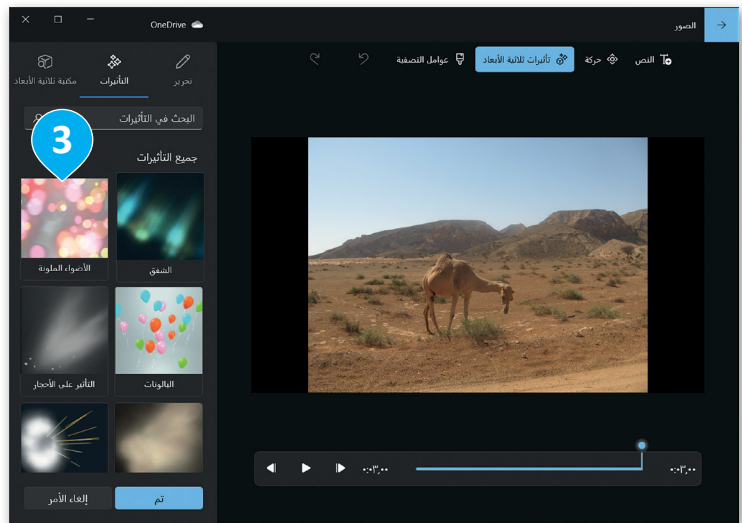 الصور
OneDrive
النص
حركة
تأثيرات ثلاثية الأبعاد
عوامل التصفية
تحرير
التأثيرات
مكتبة ثلاثية الأبعاد
البحث في التأثيرات
3
جميع التأثيرات
الشفق
الأضواء الملونة
البالونات
التأثير على الأحجار
٠:٠٣,٠٠
٠:٠٣,٠٠
تم
إلغاء الأمر